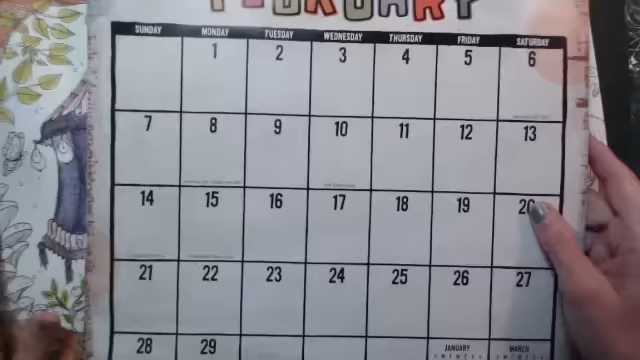 FEBRUARY
SUNDAY MONDAY TUESDAY WEDNESDAY THURSDAY FRIDAY SATURDAY
1 2 3 4 5 6
7 8 9 10 11 12 13
14 15 16 17 18 19 20
21 22 23 24 25 26 27
28 29
JANUARY MARCH